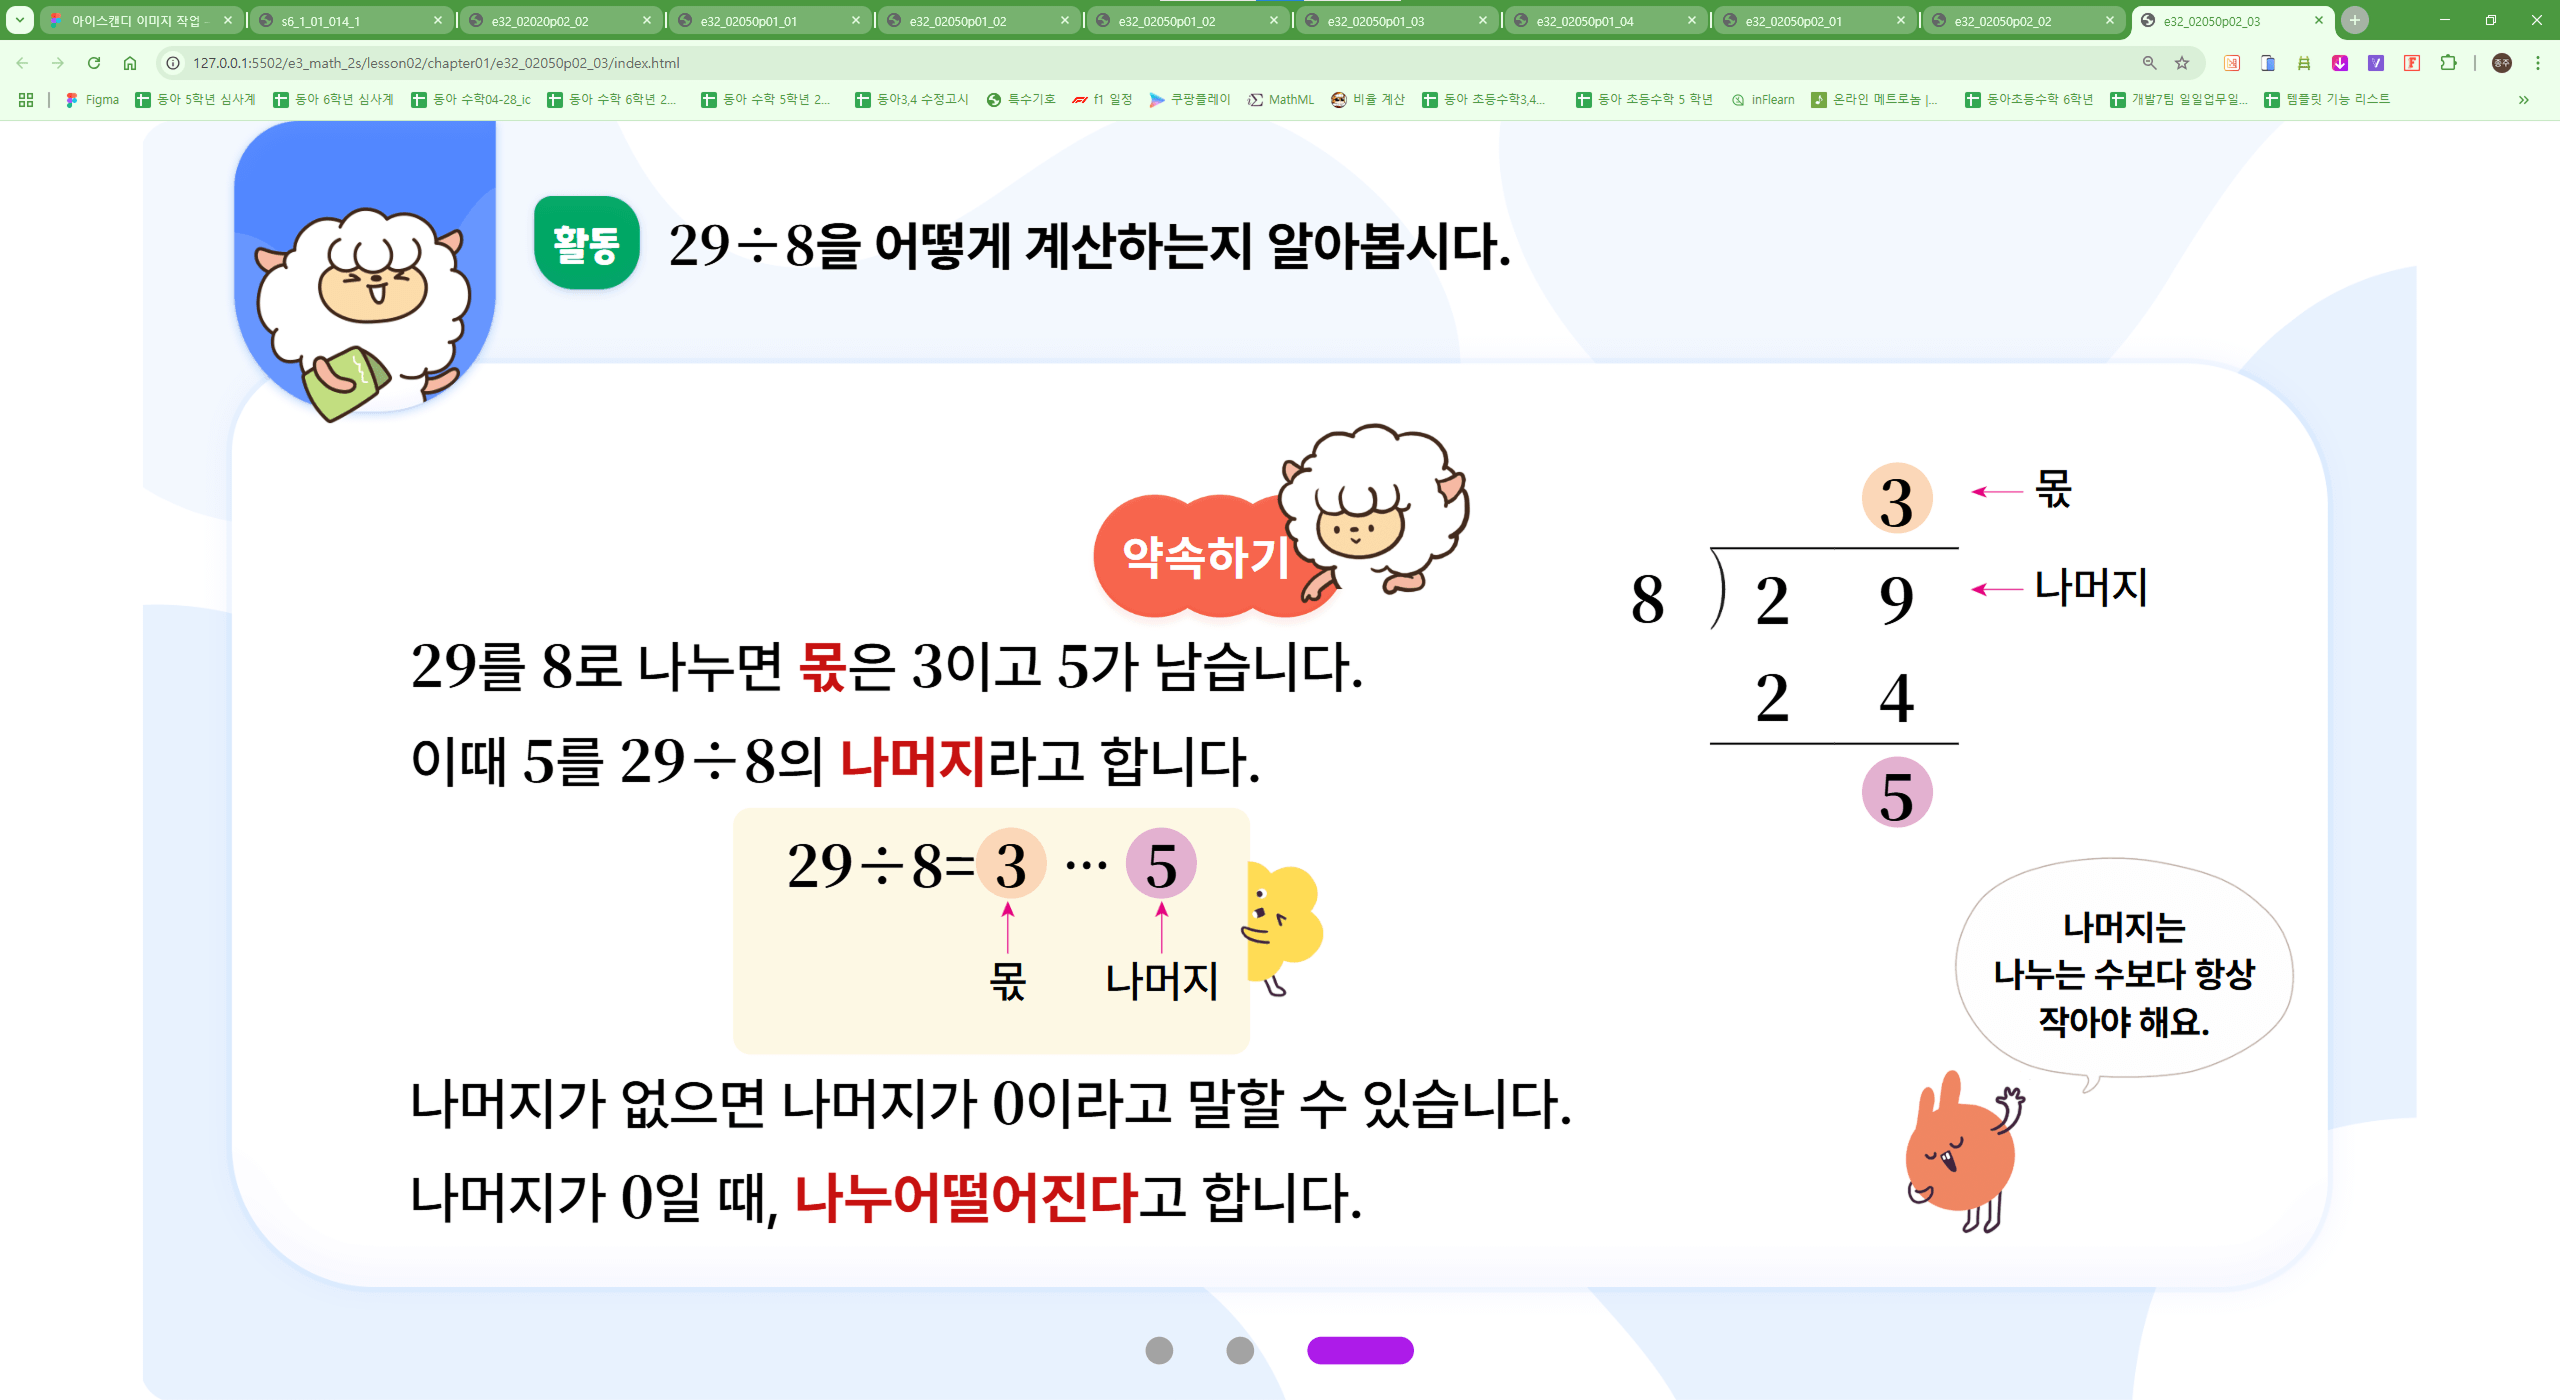 아이스캔디 이미지 작업 -
s6_1_01_014_1
e32_02020p02_02
e32_02050p01_01
e32_02050p01_02
e32_02050p01_02
e32_02050p01_03
e32_02050p01_04
e32_02050p02_01
e32_02050p02_02
e32_02050p02_03
127.0.0.1:5502/e3_math_2s/lesson02/chapter01/e32_02050p02_03/index.html
종주
Figma
동아 5학년 심사계
동아 6학년 심사계
동아 수학04-28_ic
동아 수학 6학년 2...
동아 수학 5학년 2...
동아3,4 수정고시
특수기호
f1 일정
쿠팡플레이
MathML
비율 계산
동아 초등수학3,4...
동아 초등수학 5 학년
inFlearn
온라인 메트로놈 |...
동아초등수학 6학년
개발7팀 일일업무일...
템플릿 기능 리스트
활동
29÷8을 어떻게 계산하는지 알아봅시다.
약속하기
29를 8로 나누면 몫은 3이고 5가 남습니다.
이때 5를 29÷8의 나머지라고 합니다.
29÷8=3 … 5
몫 나머지
나머지가 없으면 나머지가 0이라고 말할 수 있습니다.
나머지가 0일 때, 나누어떨어진다고 합니다.
3 몫
8 ) 2 9 나머지
2 4
5
나머지는
나누는 수보다 항상
작아야 해요.